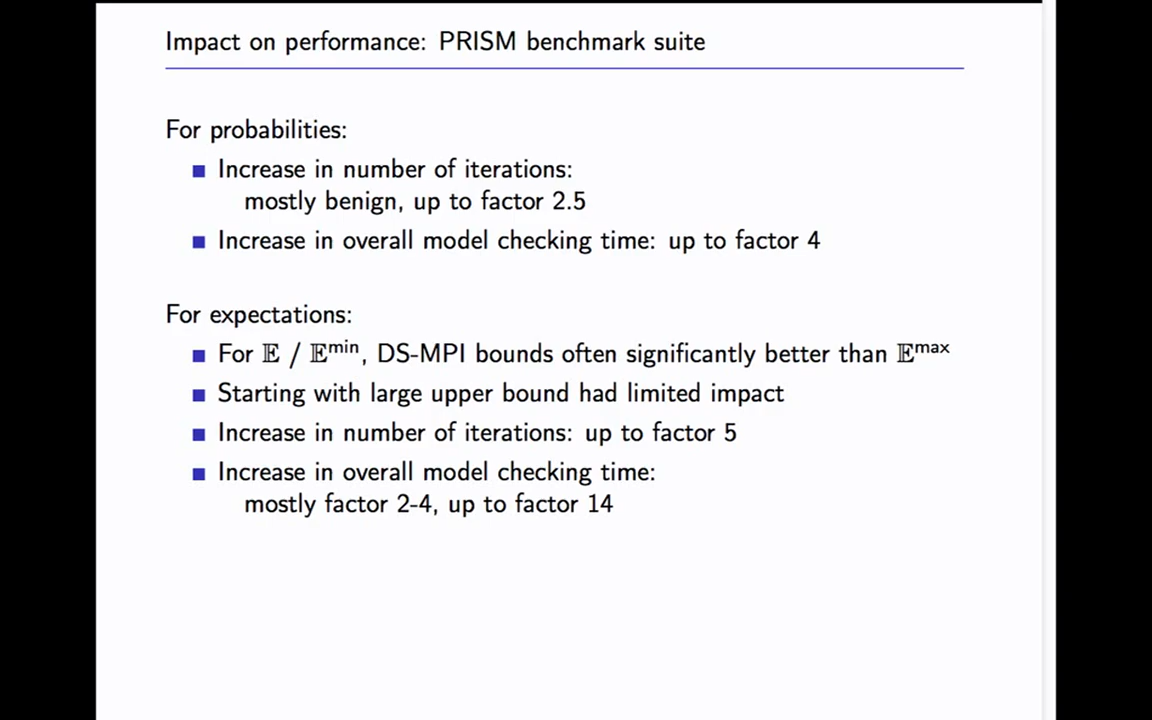 Impact on performance: PRISM benchmark suite
For probabilities:
■ Increase in number of iterations:
mostly benign, up to factor 2.5
■ Increase in overall model checking time: up to factor 4
For expectations:
■ For 𝔼 / 𝔼^min, DS-MPI bounds often significantly better than 𝔼^max
■ Starting with large upper bound had limited impact
■ Increase in number of iterations: up to factor 5
■ Increase in overall model checking time:
mostly factor 2-4, up to factor 14